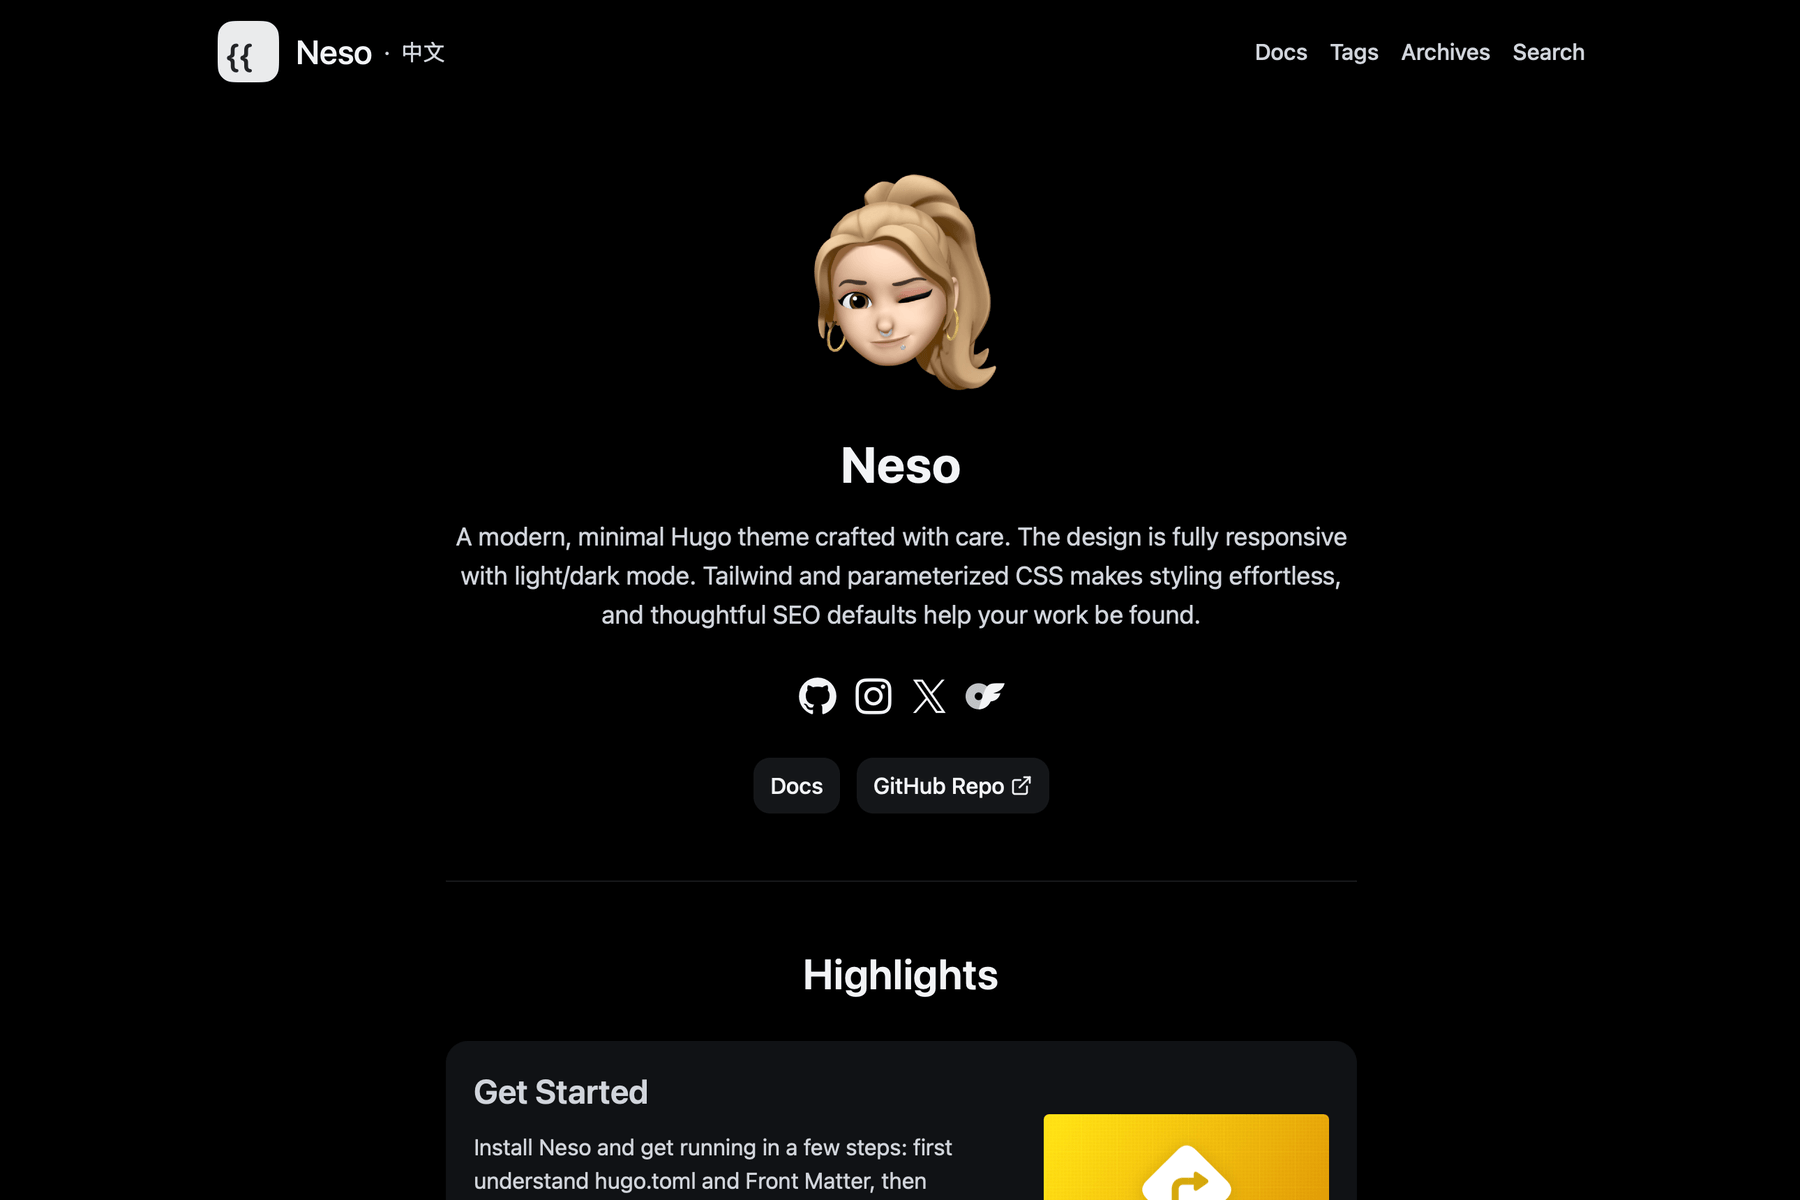 {{
Neso · 中文
Docs Tags Archives Search
Neso
A modern, minimal Hugo theme crafted with care. The design is fully responsive
with light/dark mode. Tailwind and parameterized CSS makes styling effortless,
and thoughtful SEO defaults help your work be found.
Docs
GitHub Repo
Highlights
Get Started
Install Neso and get running in a few steps: first
understand hugo.toml and Front Matter, then